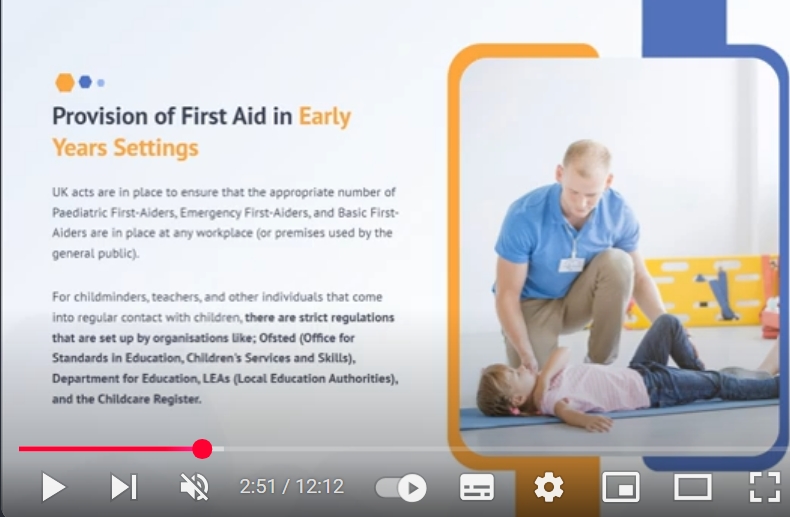 Provision of First Aid in Early
Years Settings
UK acts are in place to ensure that the appropriate number of
Paediatric First-Aiders, Emergency First-Aiders, and Basic First-
Aiders are in place at any workplace (or premises used by the
general public).
For childminders, teachers, and other individuals that come
into regular contact with children, there are strict regulations
that are set up by organisations like; Ofsted (Office for
Standards in Education, Children's Services and Skills),
Department for Education, LEAs (Local Education Authorities),
and the Childcare Register.
2:51 / 12:12